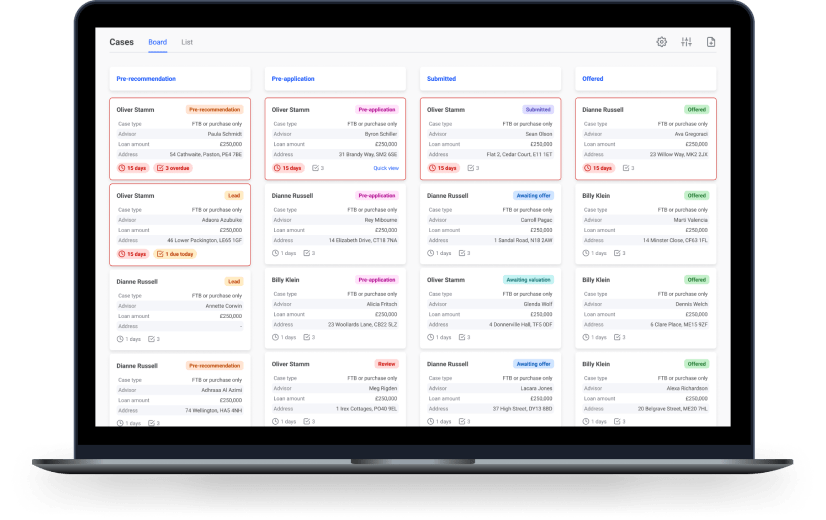 Cases Board List
Pre-recommendation
Oliver Stamm Pre-recommendation
Case type FTB or purchase only
Advisor Paula Schmidt
Loan amount £250,000
Address 54 Cathwaite, Paston, PE4 7BE
15 days 3 overdue
Oliver Stamm Lead
Case type FTB or purchase only
Advisor Adaora Azubuike
Loan amount £250,000
Address 46 Lower Packington, LE65 1GF
15 days 1 due today
Dianne Russell Lead
Case type FTB or purchase only
Advisor Annette Corwin
Loan amount £250,000
Address -
1 days 3
Dianne Russell Pre-recommendation
Case type FTB or purchase only
Advisor Adhraas Al Azimi
Loan amount £250,000
Address 74 Wellington, HA5 4NH
1 days 3
Pre-application
Oliver Stamm Pre-application
Case type FTB or purchase only
Advisor Byron Schiller
Loan amount £250,000
Address 31 Brandy Way, SM2 6SE
15 days 3 Quick view
Dianne Russell Pre-application
Case type FTB or purchase only
Advisor Rey Mibourne
Loan amount £250,000
Address 14 Elizabeth Drive, CT18 7NA
1 days 3
Billy Klein Pre-application
Case type FTB or purchase only
Advisor Alicia Fritsch
Loan amount £250,000
Address 23 Woollards Lane, CB22 5LZ
1 days 3
Oliver Stamm Review
Case type FTB or purchase only
Advisor Meg Rigden
Loan amount £250,000
Address 1 Inex Cottages, PO40 9EL
1 days 3
Submitted
Oliver Stamm Submitted
Case type FTB or purchase only
Advisor Sean Olson
Loan amount £250,000
Address Flat 2, Cedar Court, E11 1ET
15 days 3
Dianne Russell Awaiting offer
Case type FTB or purchase only
Advisor Carroll Pagac
Loan amount £250,000
Address 1 Sandal Road, N18 2AW
1 days 3
Oliver Stamm Awaiting valuation
Case type FTB or purchase only
Advisor Glenda Wolf
Loan amount £250,000
Address 4 Donnerville Hall, TF5 0DF
1 days 3
Dianne Russell Awaiting offer
Case type FTB or purchase only
Advisor Lacara Jones
Loan amount £250,000
Address 37 High Street, DY13 8BD
1 days 3
Offered
Dianne Russell Offered
Case type FTB or purchase only
Advisor Ava Gregoraci
Loan amount £250,000
Address 23 Willow Way, MK2 2JX
15 days 3
Billy Klein Offered
Case type FTB or purchase only
Advisor Marti Valencia
Loan amount £250,000
Address 14 Minster Close, CF63 1FL
1 days 3
Billy Klein Offered
Case type FTB or purchase only
Advisor Dennis Welch
Loan amount £250,000
Address 6 Clare Place, ME15 9ZF
1 days 3
Billy Klein Offered
Case type FTB or purchase only
Advisor Alexa Richardson
Loan amount £250,000
Address 20 Belgrave Street, ME20 7HL
1 days 3